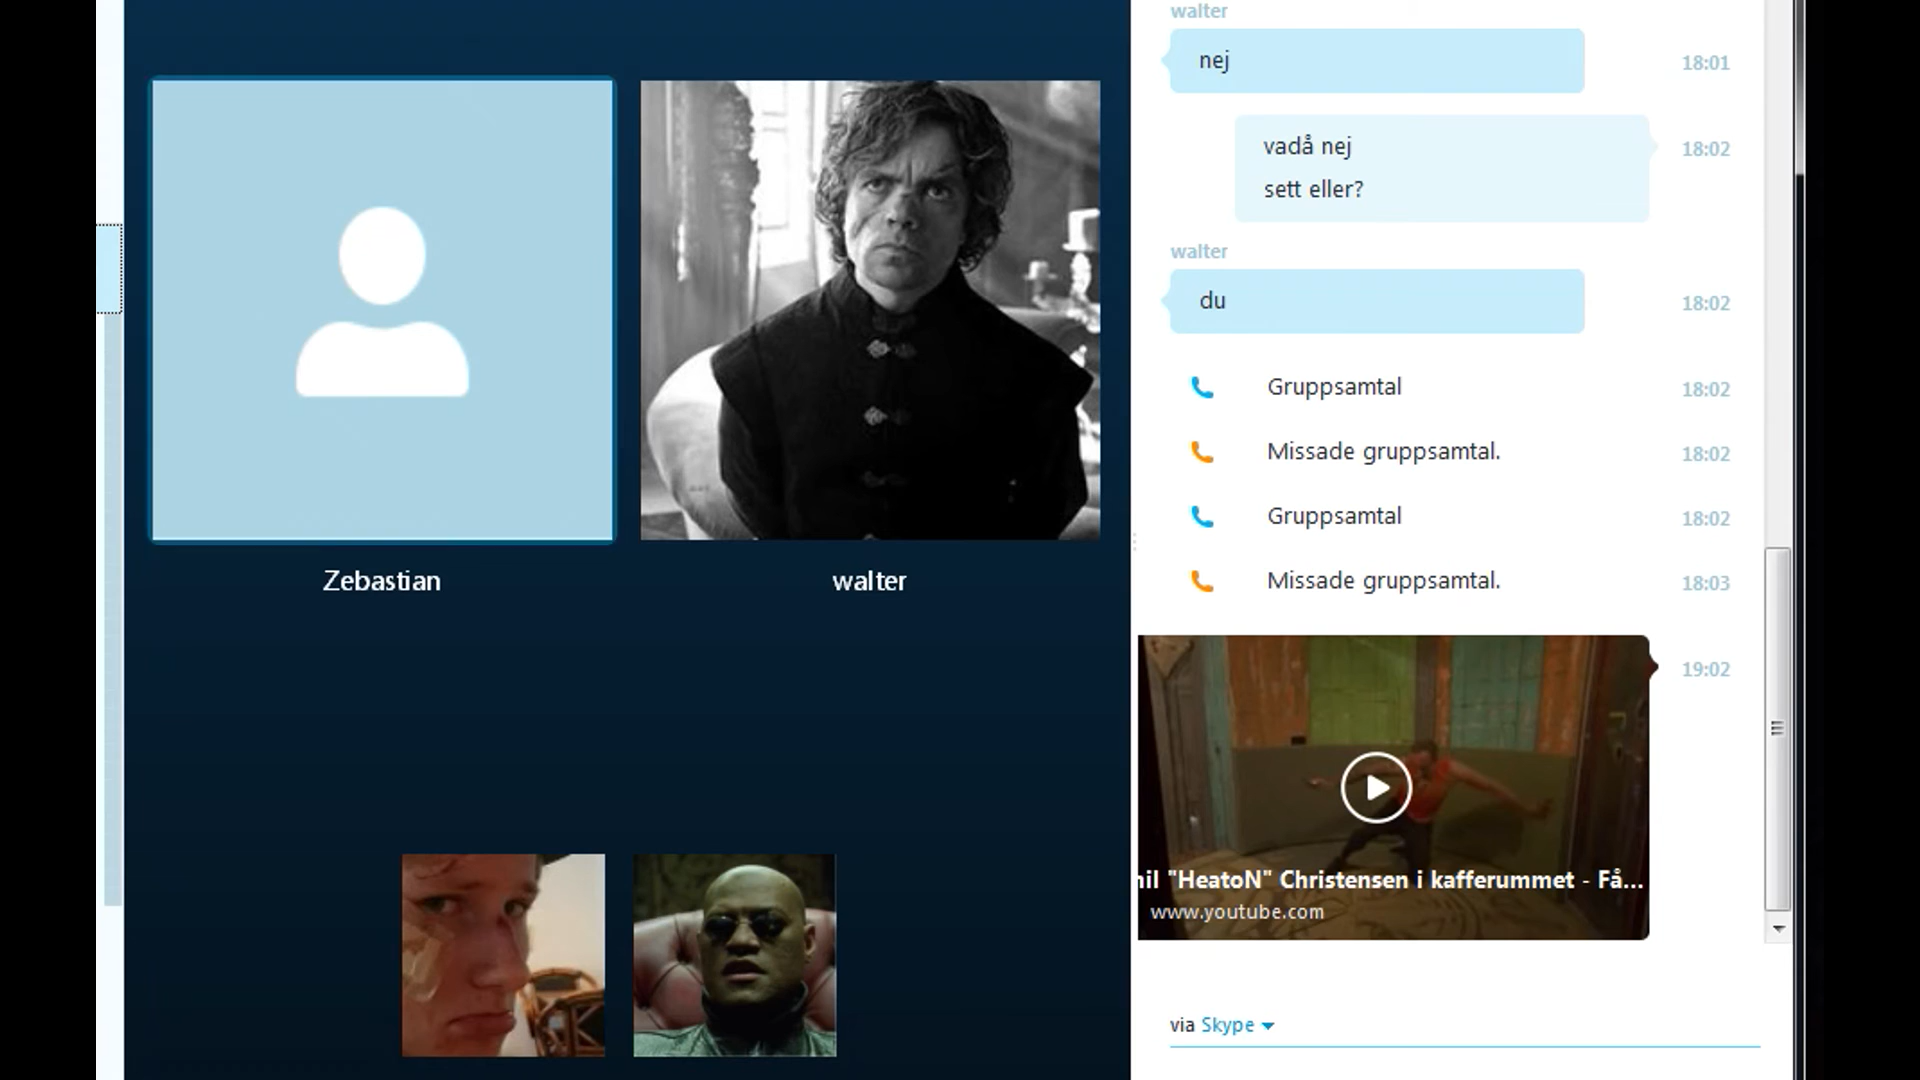 walter
nej
18:01
vadå nej
18:02
sett eller?
walter
du
18:02
Gruppsamtal
18:02
Missade gruppsamtal.
18:02
Gruppsamtal
18:02
Missade gruppsamtal.
18:03
19:02
"HeatoN" Christensen i kafferummet - Få...
www.youtube.com
via Skype
Zebastian
walter